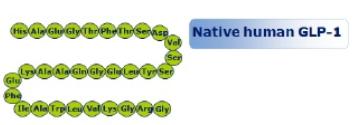 His Ala Glu Gly Thr Phe Thr Ser Asp
Native human GLP-1
Val
Ser
Lys Ala Ala Gln Gly Glu Leu Tyr Ser
Glu
Phe
Ile Ala Trp Leu Val Lys Gly Arg Gly